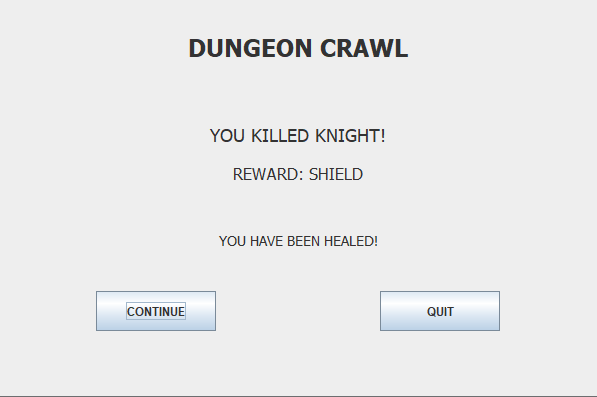 DUNGEON CRAWL
YOU KILLED KNIGHT!
REWARD: SHIELD
YOU HAVE BEEN HEALED!
CONTINUE
QUIT